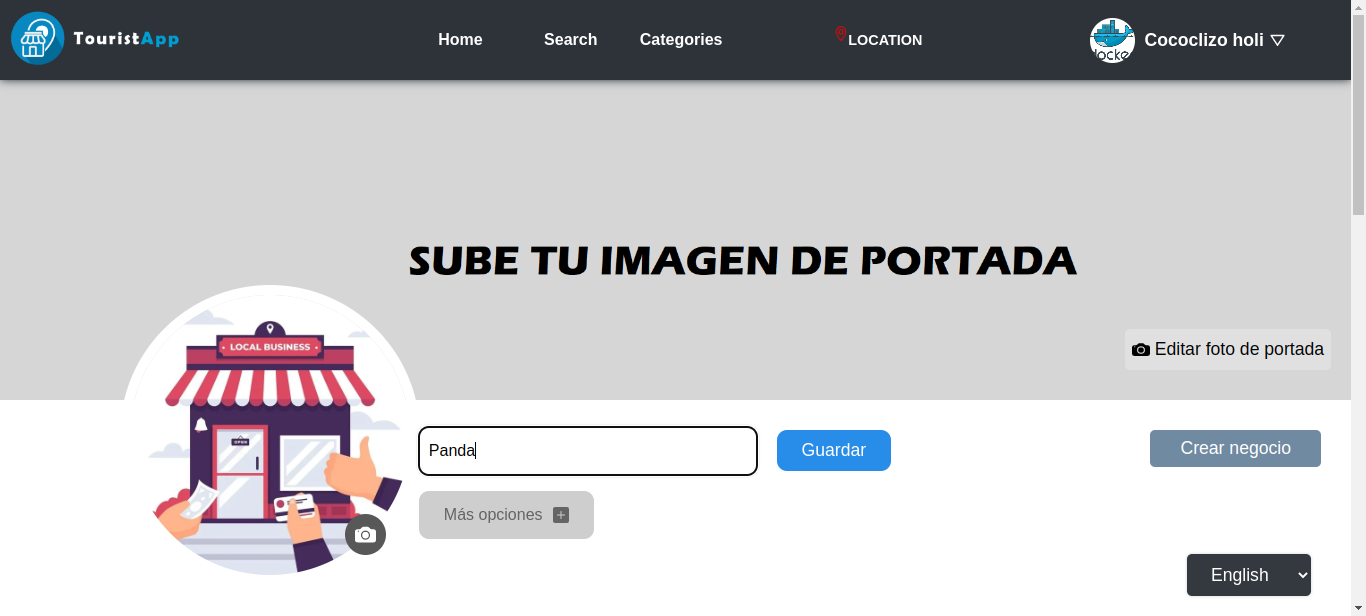 TouristApp
Home
Search
Categories
LOCATION
locke
Cococlizo holi
SUBE TU IMAGEN DE PORTADA
LOCAL BUSINESS
OPEN
Editar foto de portada
Panda
Guardar
Crear negocio
Más opciones
English